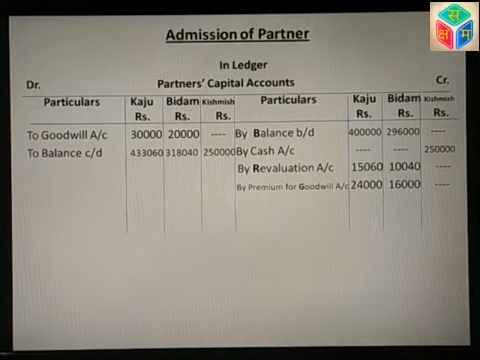 स
क्ष म
Admission of Partner
In Ledger
Dr. Partners' Capital Accounts Cr.
Particulars Kaju Bidam Kishmish Particulars Kaju Bidam Kishmish
Rs. Rs. Rs. Rs. Rs. Rs.
To Goodwill A/c 30000 20000 ---- By Balance b/d 400000 296000 ----
To Balance c/d 433060 318040 250000 By Cash A/c ---- ---- 250000
By Revaluation A/c 15060 10040 ----
By Premium for Goodwill A/c 24000 16000 ----